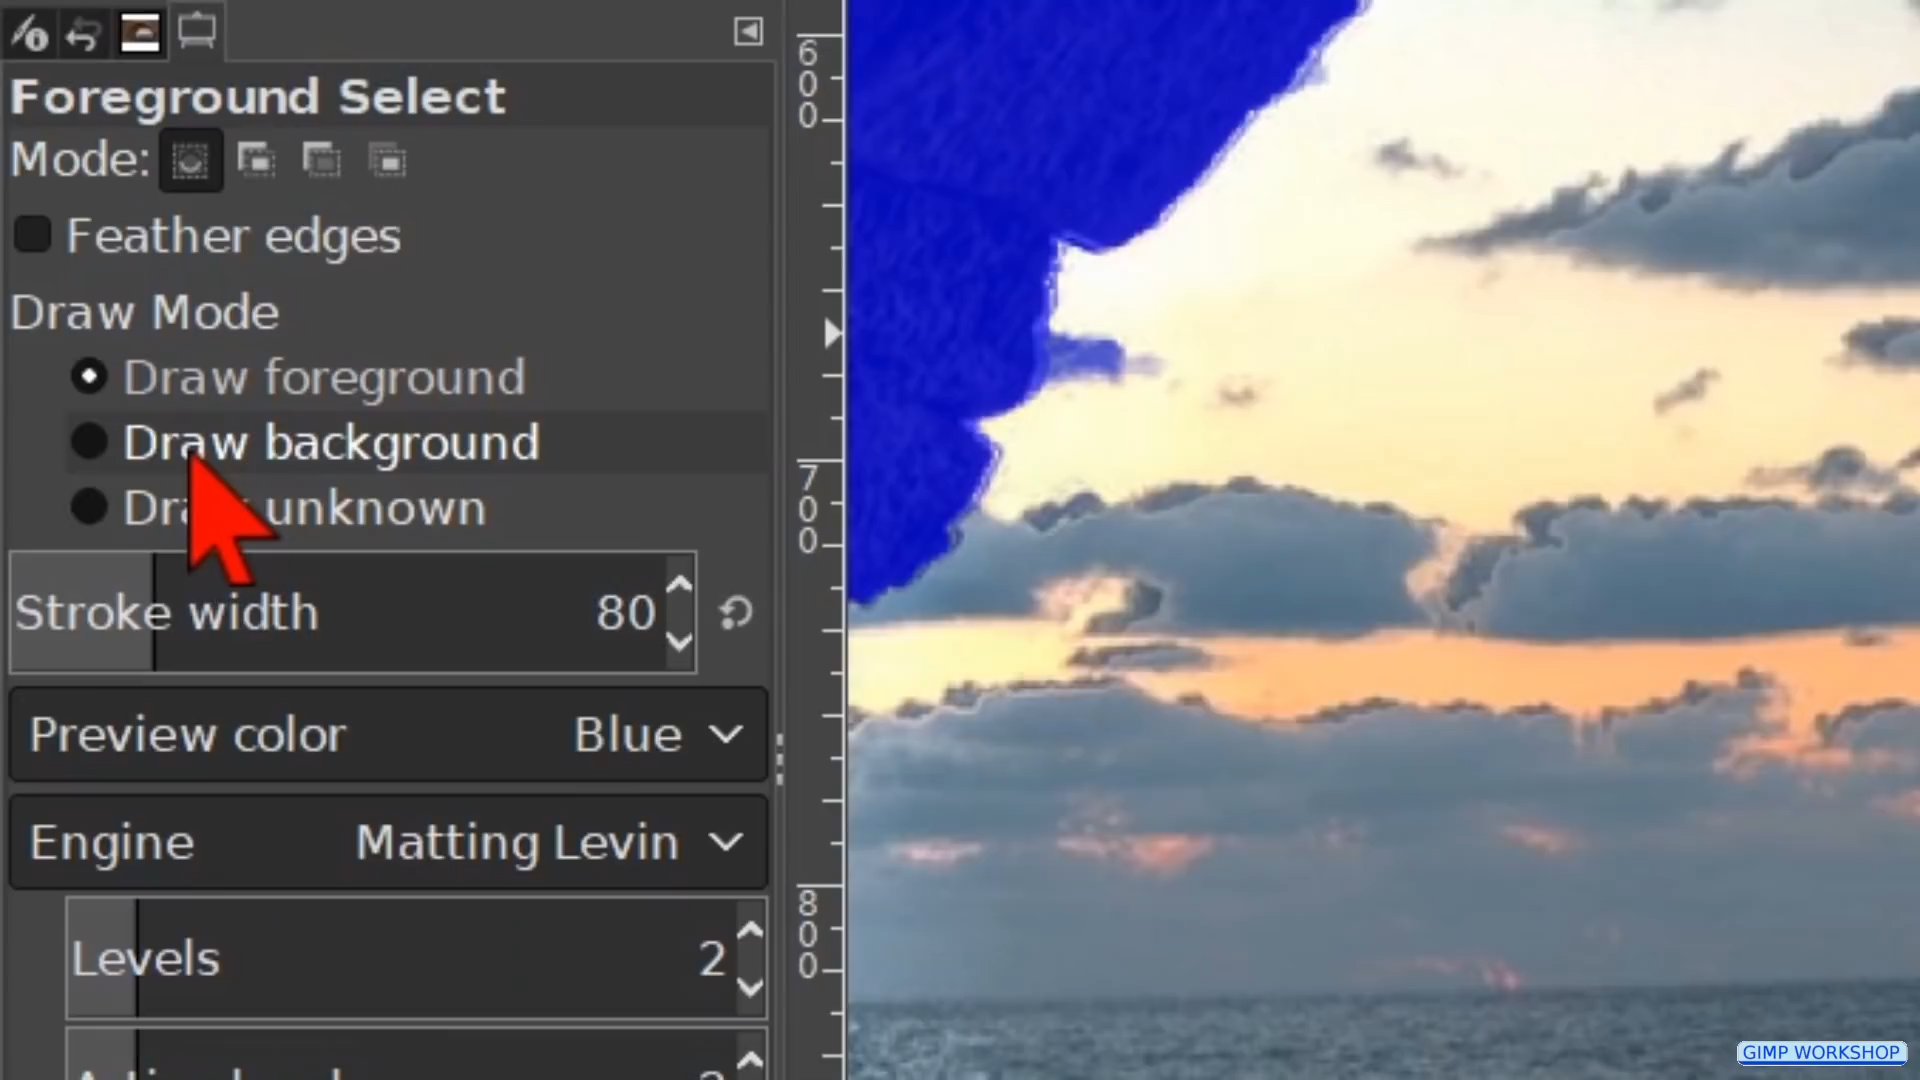 Foreground Select
Mode:
Feather edges
Draw Mode
Draw foreground
Draw background
unknown
Stroke width 80
Preview color Blue
Engine Matting Levin
Levels 2
600
700
800
GIMP WORKSHOP